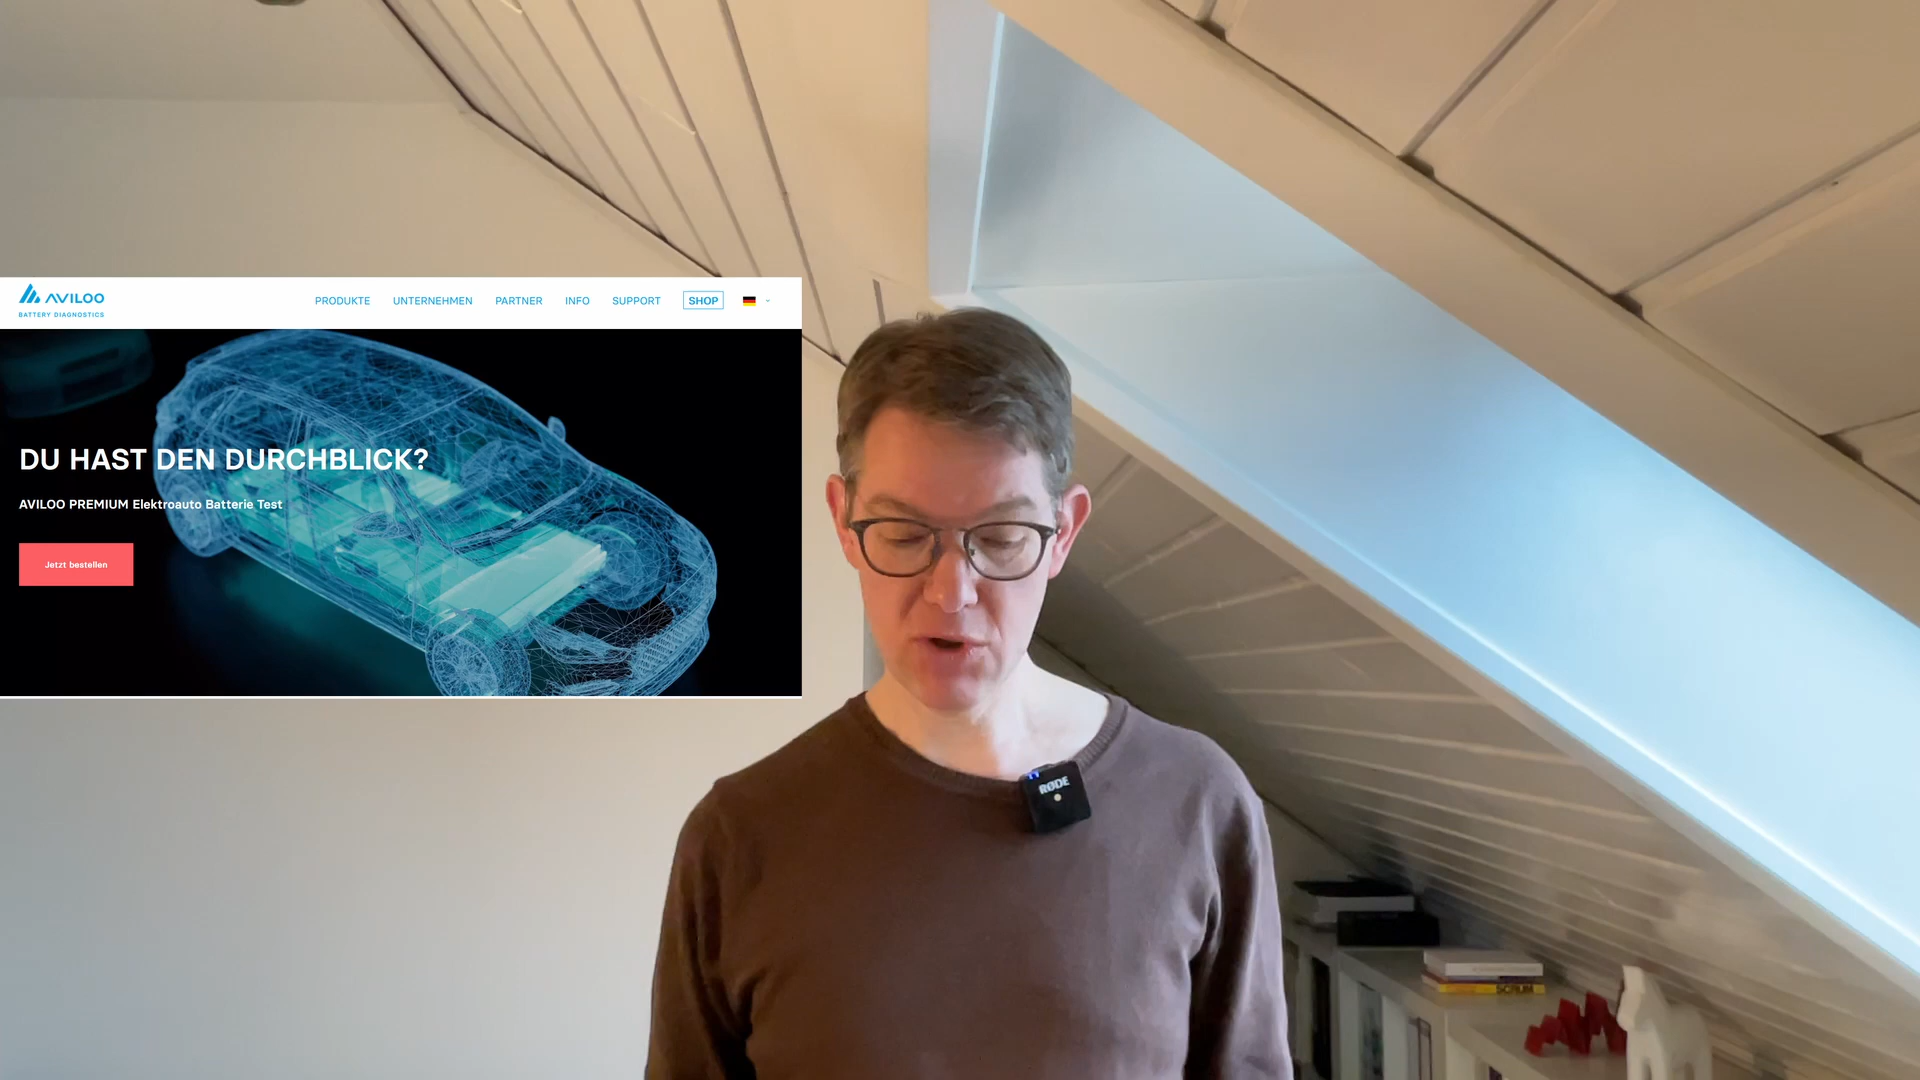 AVILOO
BATTERY DIAGNOSTICS
PRODUKTE UNTERNEHMEN PARTNER INFO SUPPORT SHOP
DU HAST DEN DURCHBLICK?
AVILOO PREMIUM Elektroauto Batterie Test
Jetzt bestellen
RØDE
SCRUM